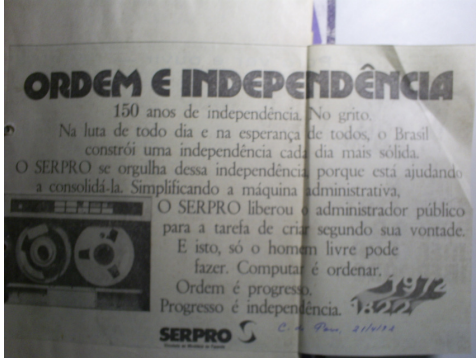 ORDEM E INDEPENDÊNCIA
150 anos de independência. No grito.
Na luta de todo dia e na esperança de todos, o Brasil
constrói uma independência cada dia mais sólida.
O SERPRO se orgulha dessa independência, porque está ajudando
a consolidá-la. Simplificando a máquina administrativa,
O SERPRO liberou o administrador público
para a tarefa de criar segundo sua vontade.
E isto, só o homem livre pode
fazer. Computar é ordenar.
Ordem é progresso.
Progresso é independência.
1972
1822
SERPRO